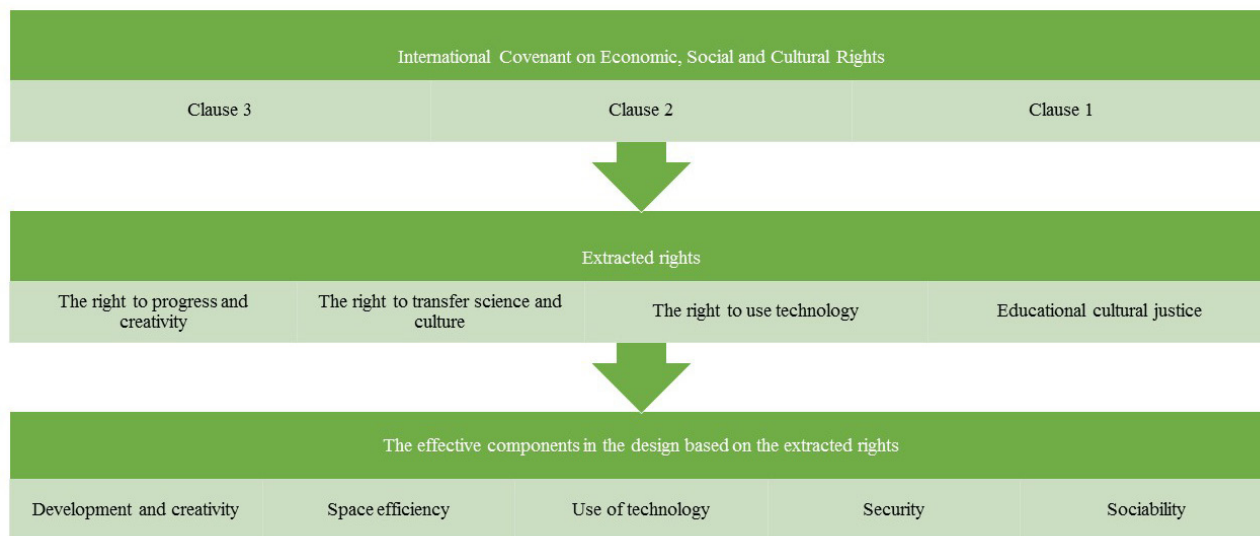 International Covenant on Economic, Social and Cultural Rights
Clause 3
Clause 2
Clause 1
Extracted rights
The right to progress and
creativity
The right to transfer science and
culture
The right to use technology
Educational cultural justice
The effective components in the design based on the extracted rights
Development and creativity
Space efficiency
Use of technology
Security
Sociability